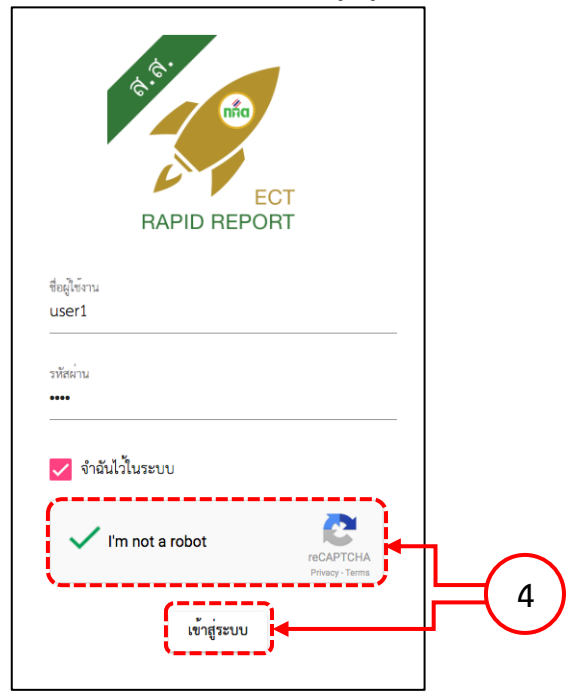 ส.ส.
กกต
ECT
RAPID REPORT
ชื่อผู้ใช้งาน
user1
รหัสผ่าน
••••
จำฉันไว้ในระบบ
I'm not a robot
reCAPTCHA
Privacy - Terms
เข้าสู่ระบบ
4